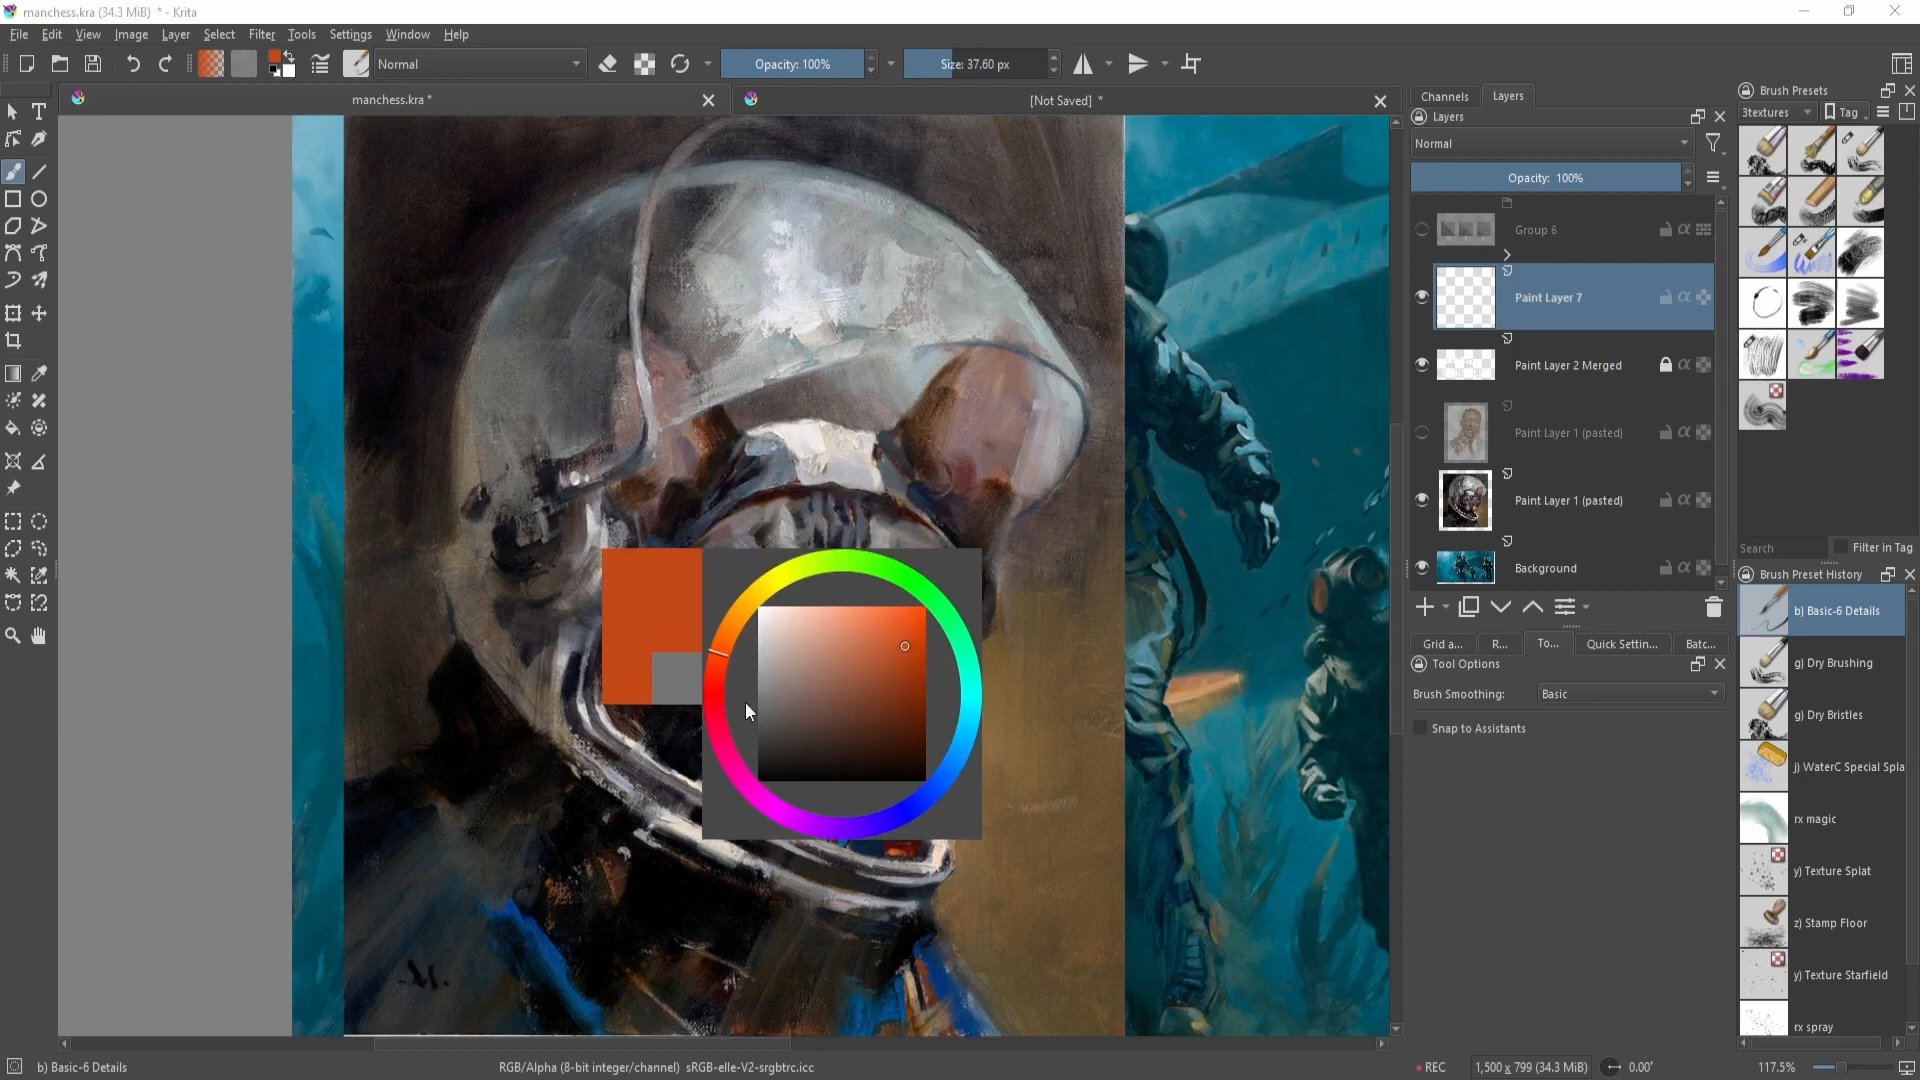 manchess.kra (34.3 MiB) * - Krita
File Edit View Image Layer Select Filter Tools Settings Window Help
Normal
Opacity: 100%
Size: 37.60 px
manchess.kra *
[Not Saved] *
Channels
Layers
Layers
Normal
Opacity: 100%
Group 6
Paint Layer 7
Paint Layer 2 Merged
Paint Layer 1 (pasted)
Paint Layer 1 (pasted)
Background
Grid a... R... To... Quick Settin... Batc...
Tool Options
Brush Smoothing: Basic
Snap to Assistants
Brush Presets
3textures
Tag
Search
Filter in Tag
Brush Preset History
b) Basic-6 Details
g) Dry Brushing
g) Dry Bristles
j) WaterC Special Spla
rx magic
y) Texture Splat
z) Stamp Floor
y) Texture Starfield
rx spray
M.
b) Basic-6 Details
RGB/Alpha (8-bit integer/channel) sRGB-elle-V2-srgbtrc.icc
REC
1,500 x 799 (34.3 MiB)
0.00°
117.5%